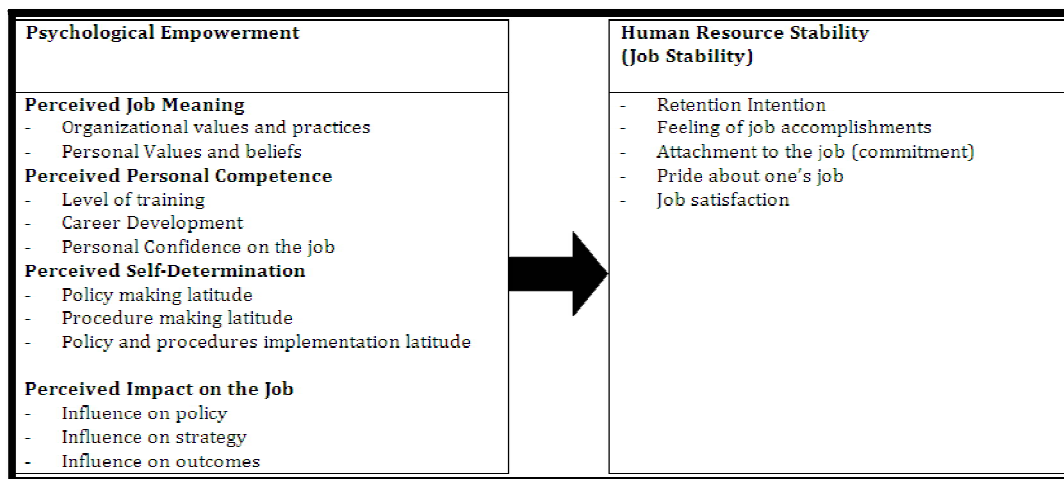 Psychological Empowerment
Perceived Job Meaning
- Organizational values and practices
- Personal Values and beliefs
Perceived Personal Competence
- Level of training
- Career Development
- Personal Confidence on the job
Perceived Self-Determination
- Policy making latitude
- Procedure making latitude
- Policy and procedures implementation latitude
Perceived Impact on the Job
- Influence on policy
- Influence on strategy
- Influence on outcomes
Human Resource Stability
(Job Stability)
- Retention Intention
- Feeling of job accomplishments
- Attachment to the job (commitment)
- Pride about one's job
- Job satisfaction